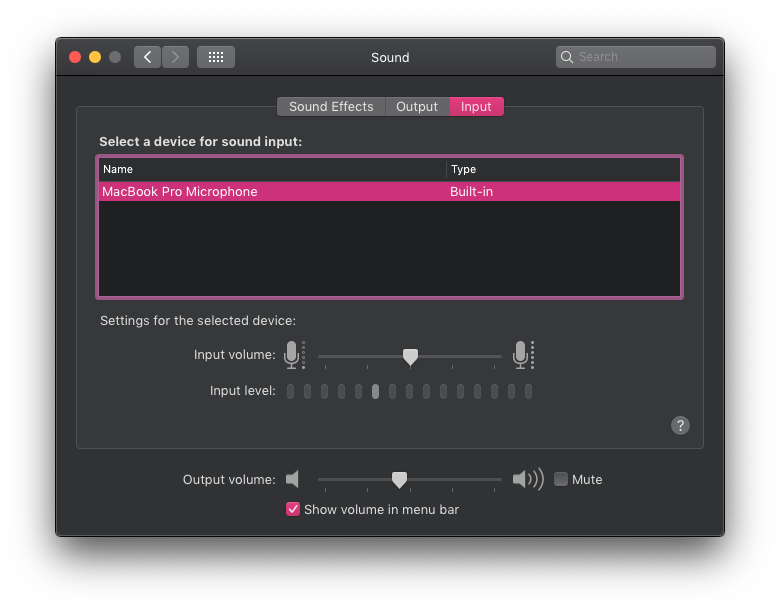 Sound
Search
Sound Effects Output Input
Select a device for sound input:
Name Type
MacBook Pro Microphone Built-in
Settings for the selected device:
Input volume:
Input level:
?
Output volume: Mute
Show volume in menu bar